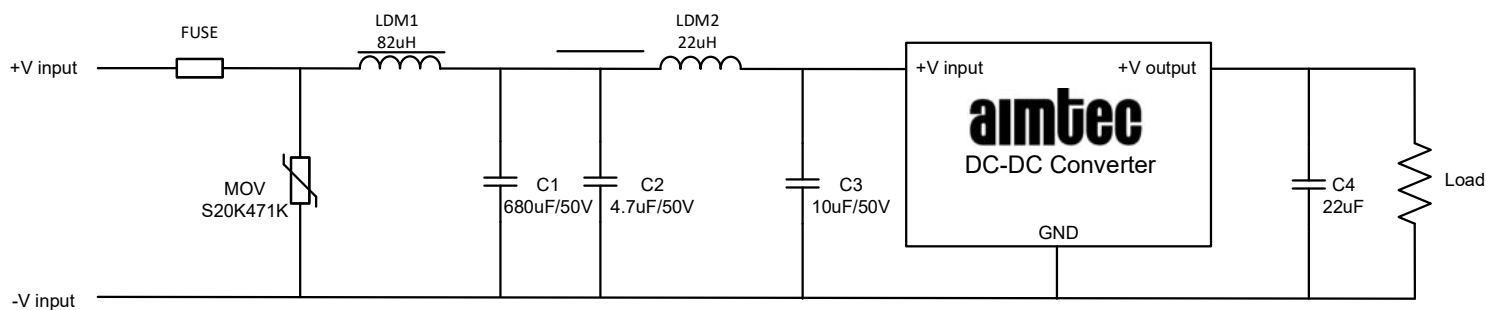 FUSE
LDM1
82uH
LDM2
22uH
+V input
+V input
+V output
aimtec
DC-DC Converter
MOV
S20K471K
C1
680uF/50V
C2
4.7uF/50V
C3
10uF/50V
C4
22uF
Load
GND
-V input